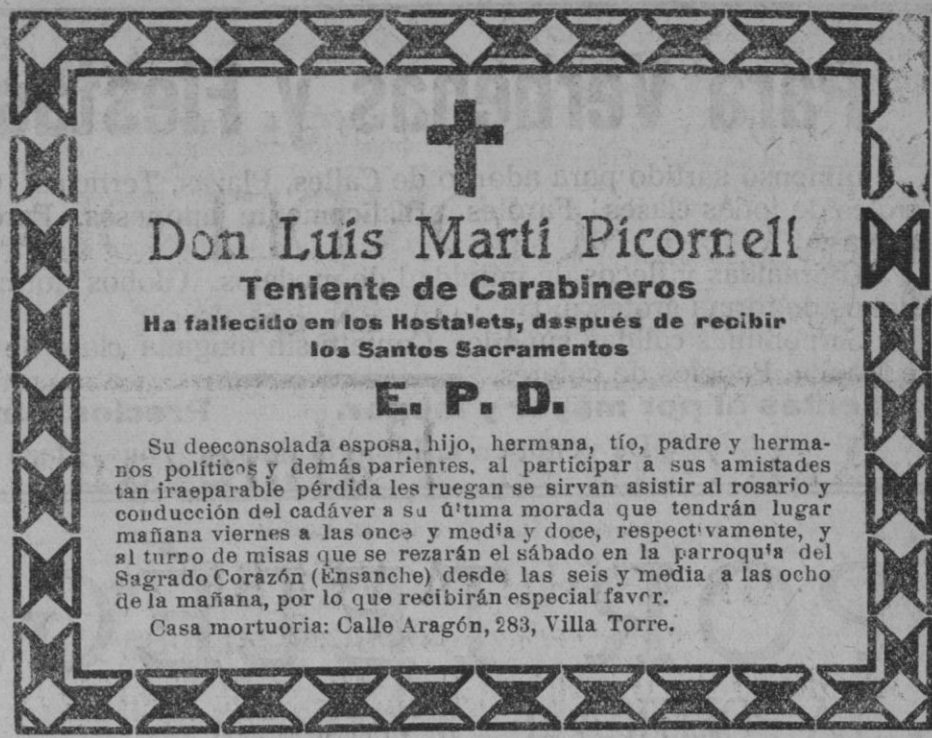 Don Luis Martí Picornell
Teniente de Carabineros
Ha fallecido en los Hostalets, después de recibir
los Santos Sacramentos
E. P. D.
Su deeconsolada esposa, hijo, hermana, tío, padre y herma-
nos políticos y demás parientes, al participar a sus amistades
tan iraeparable pérdida les ruegan se sirvan asistir al rosario y
conducción del cadáver a su última morada que tendrán lugar
mañana viernes a las once y media y doce, respectivamente, y
al turno de misas que se rezarán el sábado en la parroquia del
Sagrado Corazón (Ensanche) desde las seis y media a las ocho
de la mañana, por lo que recibirán especial favor.
Casa mortuoria: Calle Aragón, 283, Villa Torre.